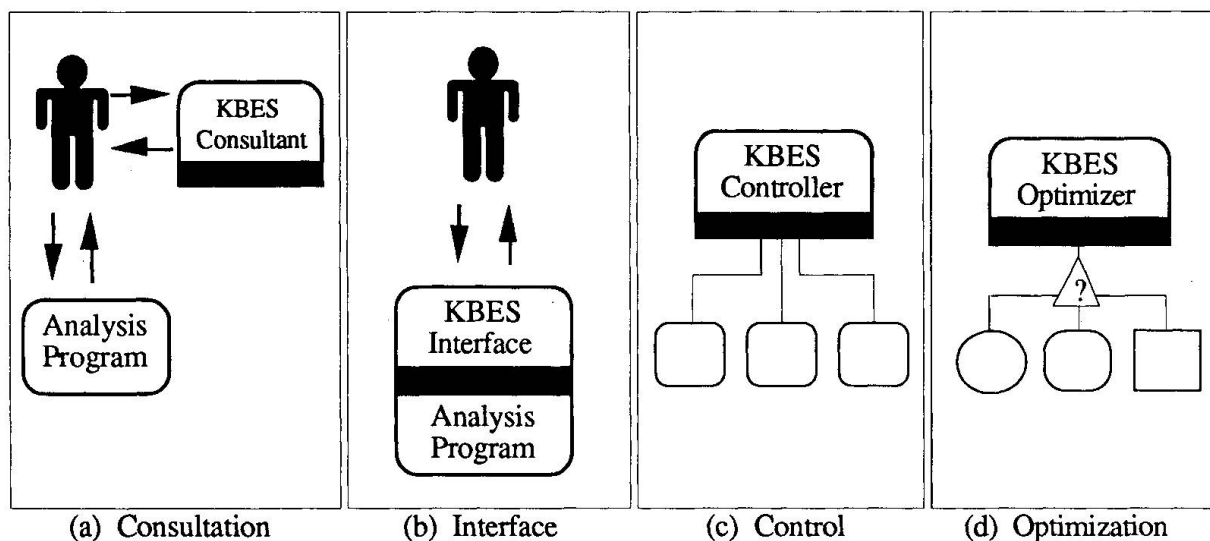 KBES
Consultant
Analysis
Program
(a) Consultation
KBES
Interface
Analysis
Program
(b) Interface
KBES
Controller
(c) Control
KBES
Optimizer
?
(d) Optimization